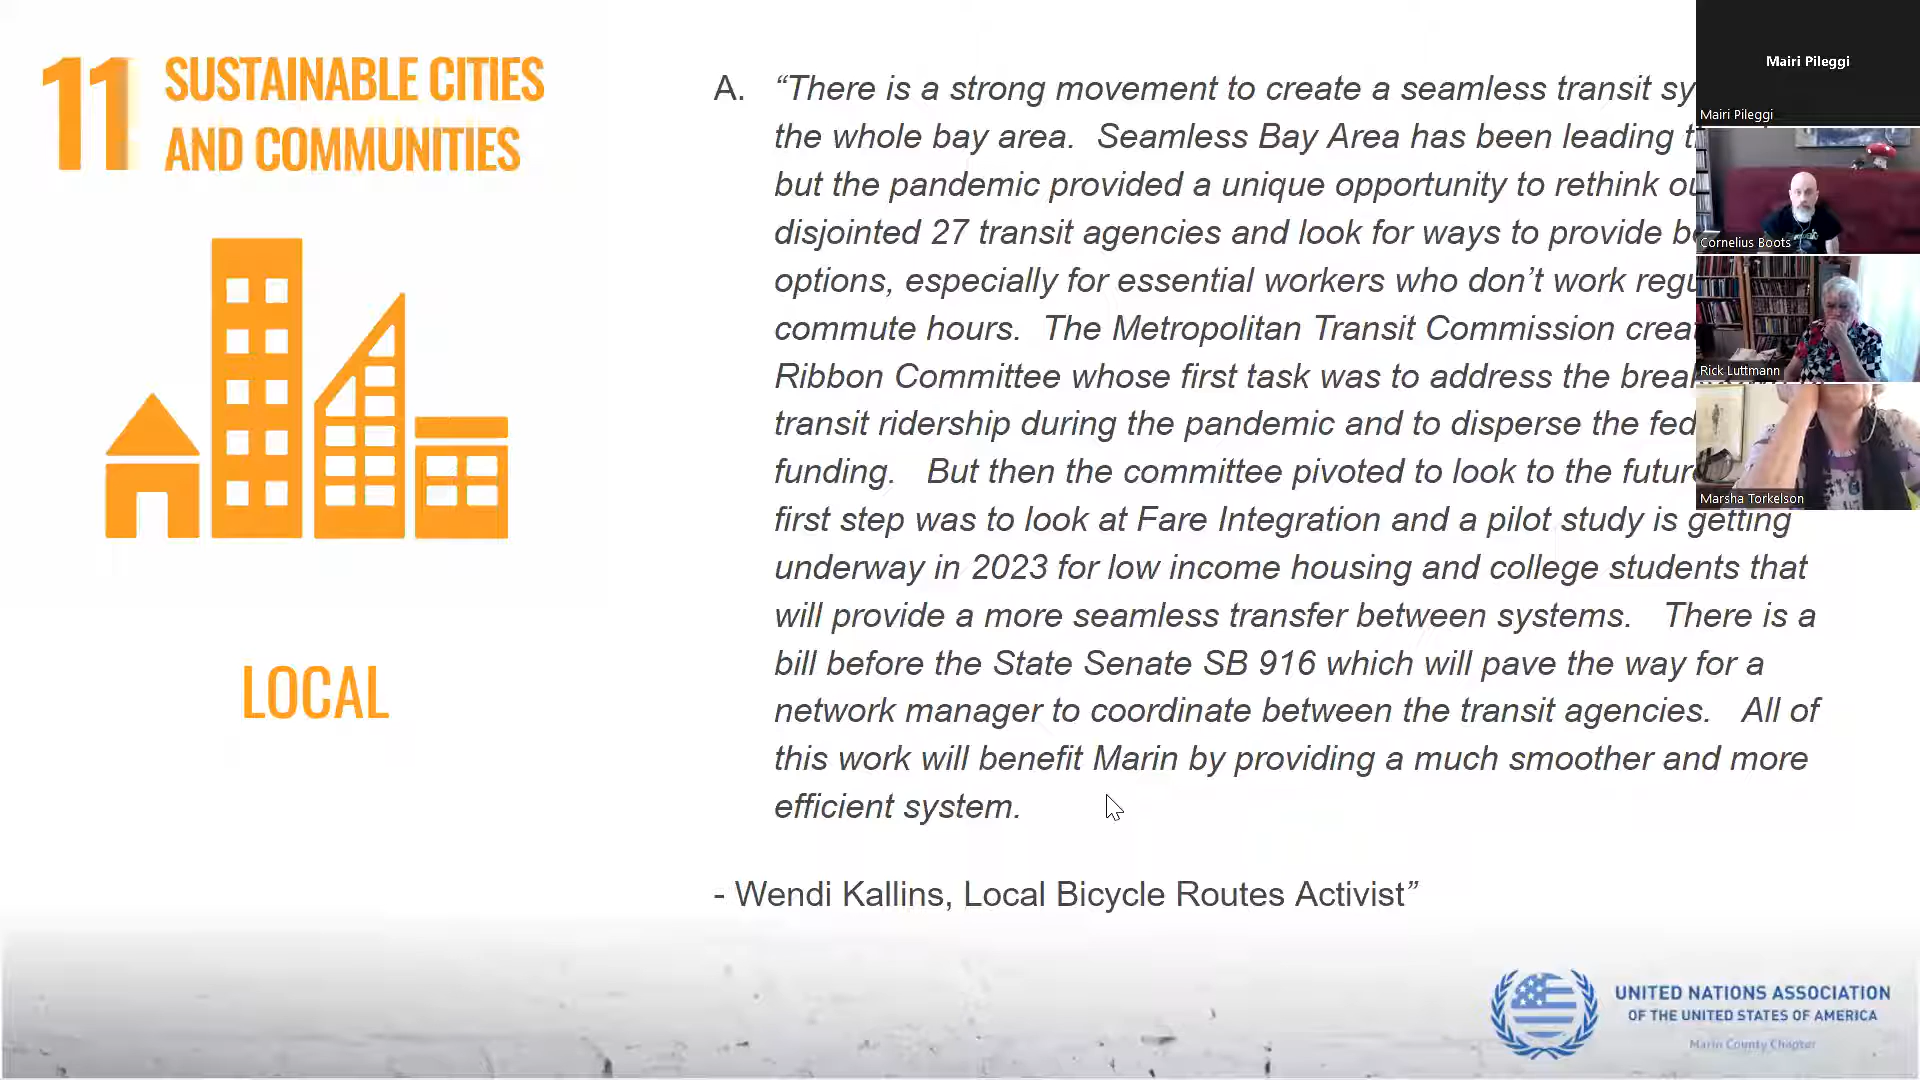 11 SUSTAINABLE CITIES
AND COMMUNITIES
LOCAL
A. “There is a strong movement to create a seamless transit
the whole bay area. Seamless Bay Area has been leading
but the pandemic provided a unique opportunity to rethink
disjointed 27 transit agencies and look for ways to provide
options, especially for essential workers who don’t work
commute hours. The Metropolitan Transit Commission
Ribbon Committee whose first task was to address the
transit ridership during the pandemic and to disperse the
funding. But then the committee pivoted to look to the
first step was to look at Fare Integration and a pilot study is getting
underway in 2023 for low income housing and college students that
will provide a more seamless transfer between systems. There is a
bill before the State Senate SB 916 which will pave the way for a
network manager to coordinate between the transit agencies. All of
this work will benefit Marin by providing a much smoother and more
efficient system.
- Wendi Kallins, Local Bicycle Routes Activist”
Mairi Pileggi
Mairi Pileggi
Cornelius Boots
Rick Luttmann
Marsha Torkelson
UNITED NATIONS ASSOCIATION
OF THE UNITED STATES OF AMERICA
Marin County Chapter